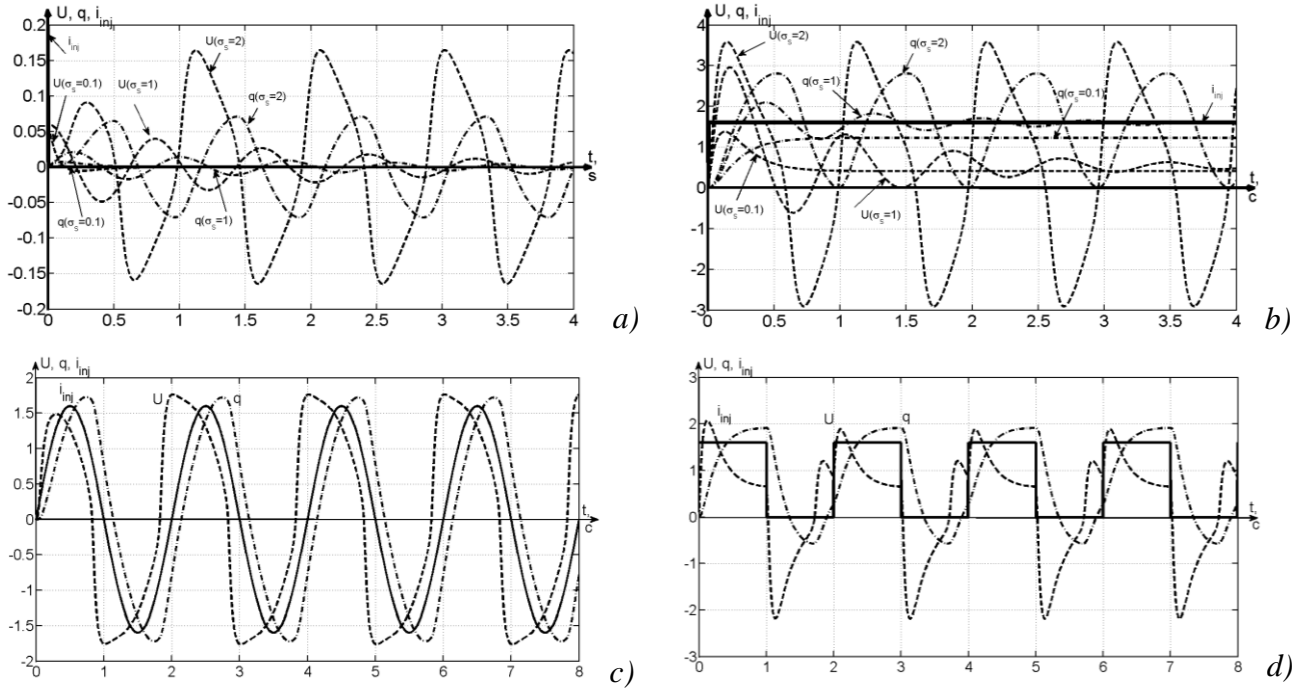 U, q, i_inj
0.2
0.15
0.1
0.05
0
-0.05
-0.1
-0.15
-0.2
i_inj
U(σ_s=0.1)
U(σ_s=1)
U(σ_s=2)
q(σ_s=2)
q(σ_s=0.1)
q(σ_s=1)
t,
s
0 0.5 1 1.5 2 2.5 3 3.5 4
a)
U, q, i_inj
4
3
2
1
0
-1
-2
-3
U(σ_s=2)
q(σ_s=2)
q(σ_s=1)
q(σ_s=0.1)
i_inj
U(σ_s=0.1)
U(σ_s=1)
t,
c
0 0.5 1 1.5 2 2.5 3 3.5 4
b)
U, q, i_inj
2
1.5
1
0.5
0
-0.5
-1
-1.5
-2
i_inj
U
q
t,
c
0 1 2 3 4 5 6 7 8
c)
U, q, i_inj
3
2
1
0
-1
-2
-3
i_inj
U
q
t,
c
0 1 2 3 4 5 6 7 8
d)